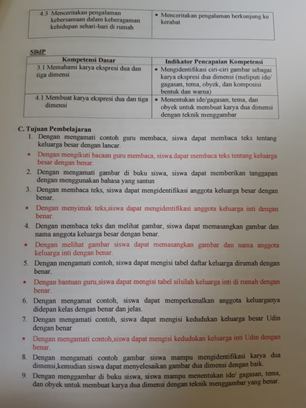 4.3 Menceritakan pengalaman
kebersamaan dalam keberagaman
kehidupan sehari-hari di rumah
• Menceritakan pengalaman berkunjung ke
kerabat
SBdP
Kompetensi Dasar
Indikator Pencapaian Kompetensi
3.1 Memahami karya ekspresi dua dan
tiga dimensi
• Mengidentifikasi ciri-ciri gambar sebagai
karya ekspresi dua dimensi (meliputi ide/
gagasan, tema, obyek, dan komposisi
bentuk dan warna)
4.1 Membuat karya ekspresi dua dan tiga
dimensi
• Menentukan ide/gagasan, tema, dan
obyek untuk membuat karya dua dimensi
dengan teknik menggambar
C. Tujuan Pembelajaran
1. Dengan mengamati contoh guru membaca, siswa dapat membaca teks tentang
keluarga besar dengan lancar.
• Dengan mengikuti bacaan guru membaca, siswa dapat membaca teks tentang keluarga
besar dengan benar.
2. Dengan mengamati gambar di buku siswa, siswa dapat memberikan tanggapan
dengan menggunakan bahasa yang santun
3. Dengan membaca teks, siswa dapat mengidentifikasi anggota keluarga besar dengan
benar.
• Dengan menyimak teks,siswa dapat mengidentifikasi anggota keluarga inti dengan
benar.
4. Dengan membaca teks dan melihat gambar, siswa dapat memasangkan gambar dan
nama anggota keluarga besar dengan benar.
• Dengan melihat gambar siswa dapat memasangkan gambar dan nama anggota
keluarga inti dengan benar.
5. Dengan mengamati contoh, siswa dapat mengisi tabel daftar keluarga dirumah dengan
benar.
• Dengan bantuan guru,siswa dapat mengisi tabel silsilah keluarga inti di rumah dengan
benar.
6. Dengan mengamat contoh, siswa dapat memperkenalkan anggota keluarganya
didepan kelas dengan benar dan jelas.
7. Dengan mengamati contoh, siswa dapat mengisi kedudukan keluarga besar Udin
dengan benar
• Dengan mengamati contoh,siswa dapat mengisi kedudukan keluarga inti Udin dengan
benar.
8. Dengan mengamati contoh gambar siswa mampu mengidentifikasi karya dua
dimensi,kemudian siswa dapat menyelesaikan gambar dua dimensi dengan baik.
9. Dengan menggambar di buku siswa, siswa mampu menentukan ide/ gagasan, tema,
dan obyek untuk membuat karya dua dimensi dengan teknik menggambar yang benar.